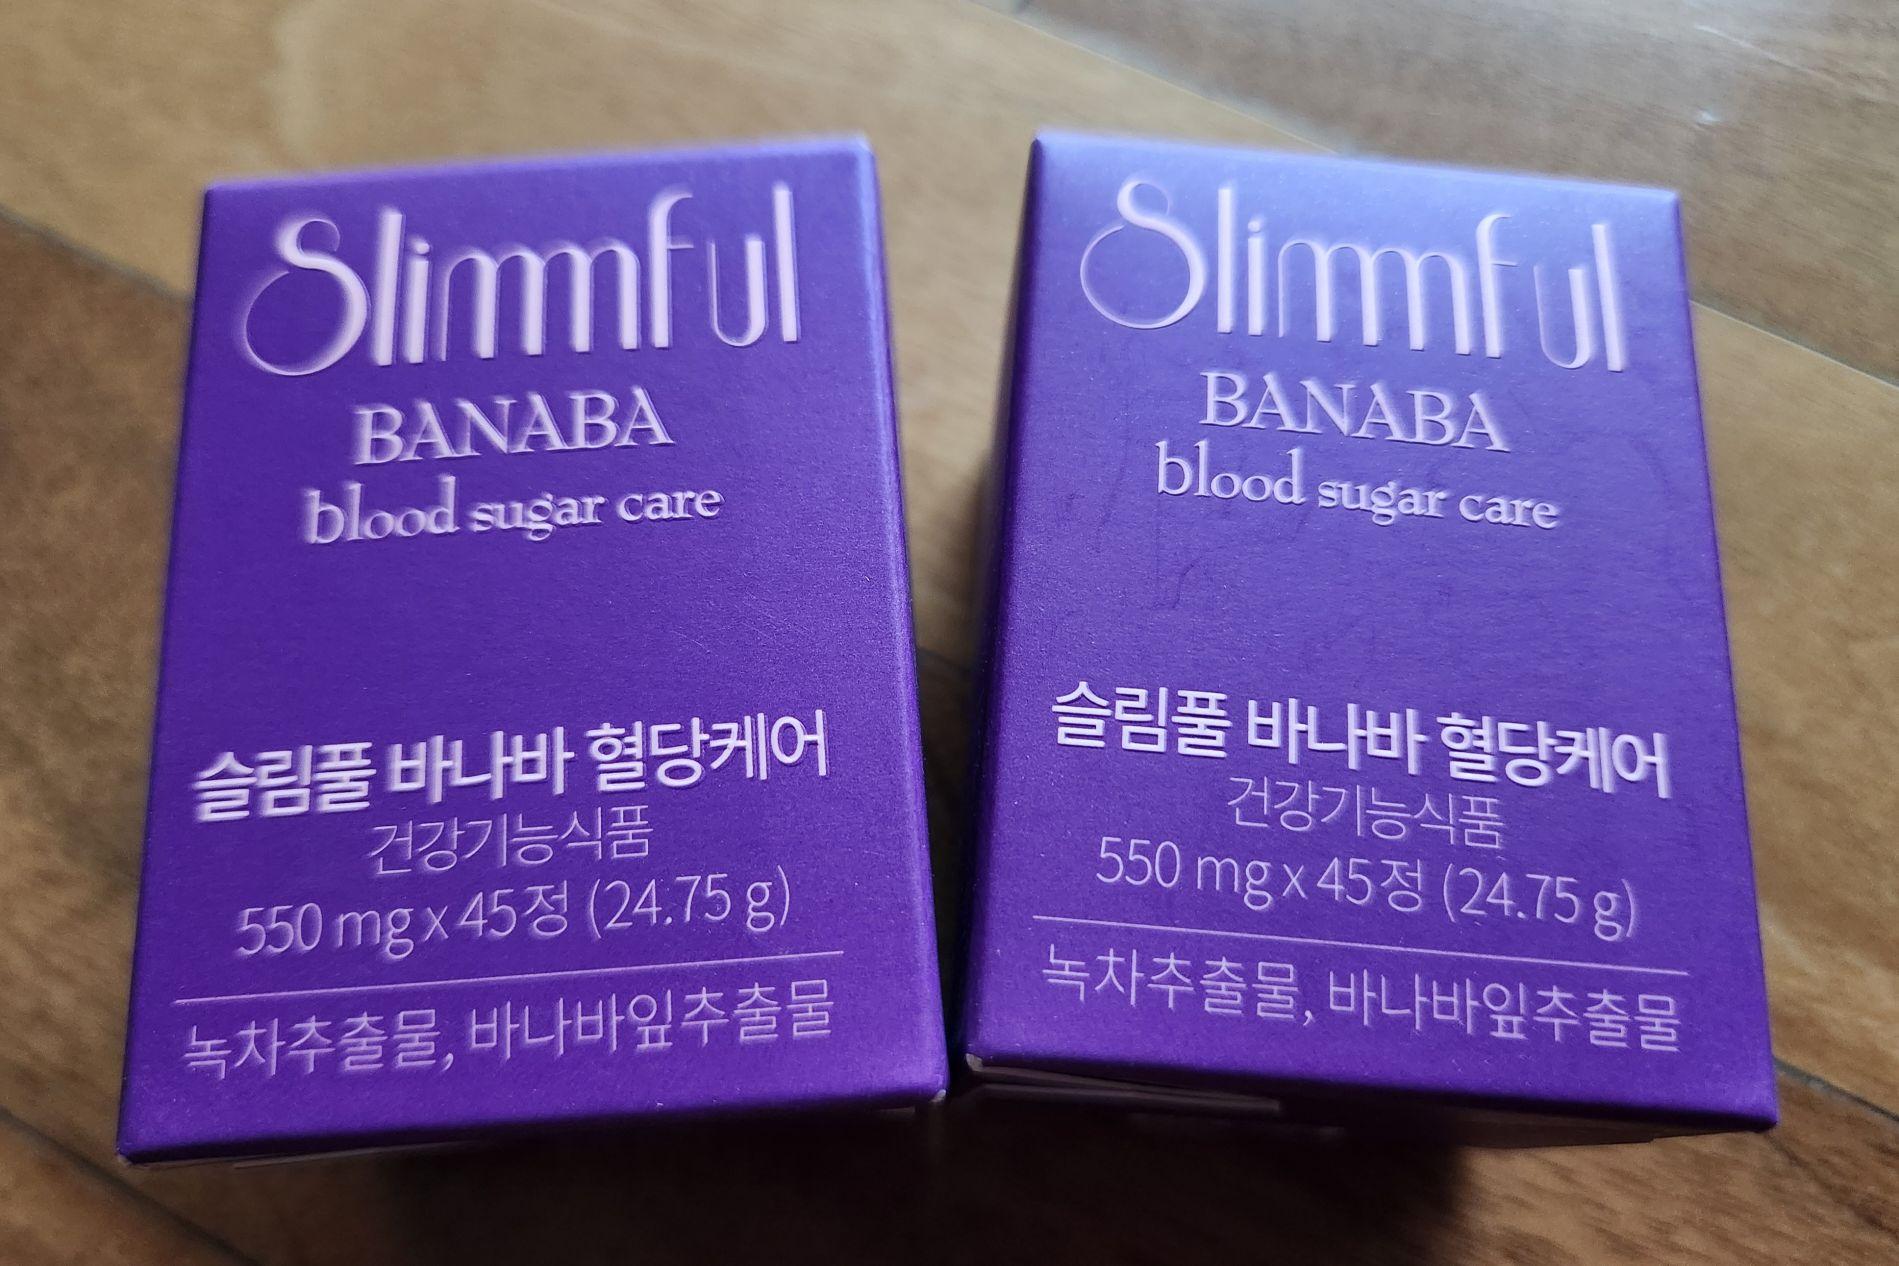 Slimmful
BANABA
blood sugar care
슬림풀 바나바 혈당케어
건강기능식품
550 mg x 45정 (24.75 g)
녹차추출물, 바나바잎추출물
Slimmful
BANABA
blood sugar care
슬림풀 바나바 혈당케어
건강기능식품
550 mg x 45정 (24.75 g)
녹차추출물, 바나바잎추출물